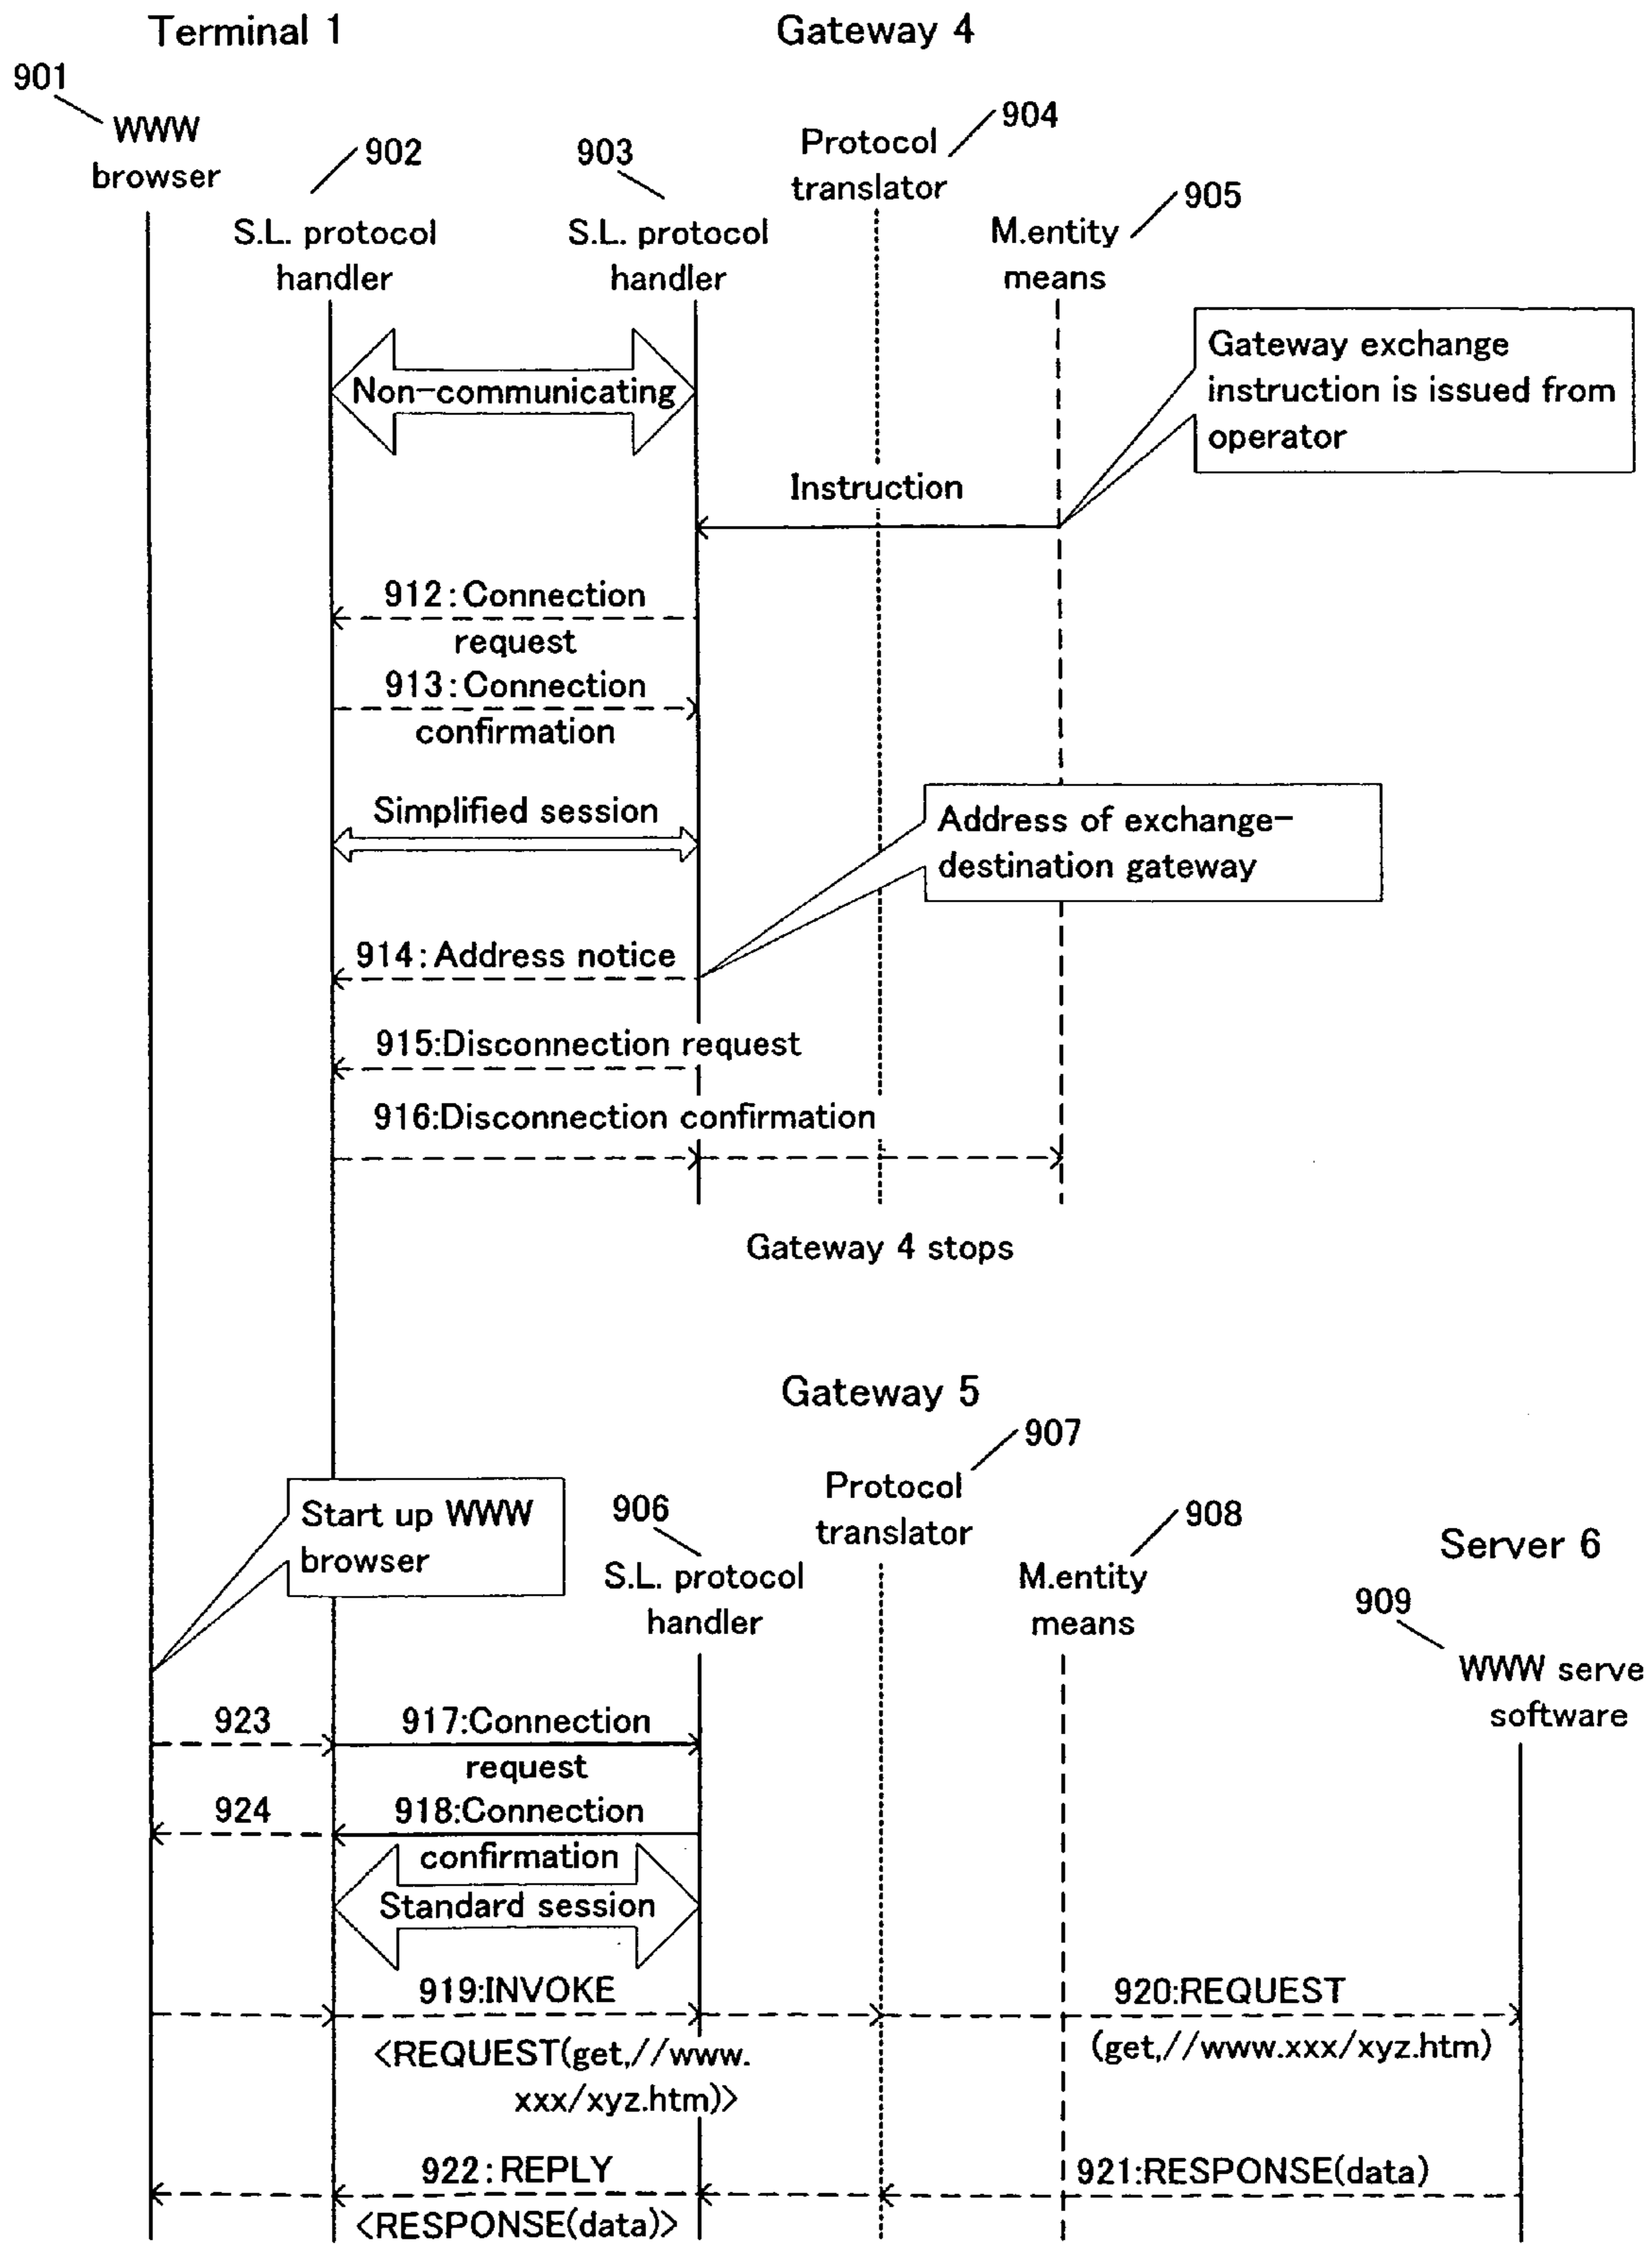 Terminal 1
Gateway 4
901
WWW
browser
902
S.L. protocol
handler
903
S.L. protocol
handler
904
Protocol
translator
905
M.entity
means
Non-communicating
Gateway exchange
instruction is issued from
operator
Instruction
912:Connection
request
913:Connection
confirmation
Simplified session
Address of exchange-
destination gateway
914:Address notice
915:Disconnection request
916:Disconnection confirmation
Gateway 4 stops
Gateway 5
907
Protocol
translator
Start up WWW
browser
906
S.L. protocol
handler
908
M.entity
means
Server 6
909
WWW serve
software
923
917:Connection
request
924
918:Connection
confirmation
Standard session
919:INVOKE
<REQUEST(get,//www.
xxx/xyz.htm)>
920:REQUEST
(get,//www.xxx/xyz.htm)
922:REPLY
<RESPONSE(data)>
921:RESPONSE(data)